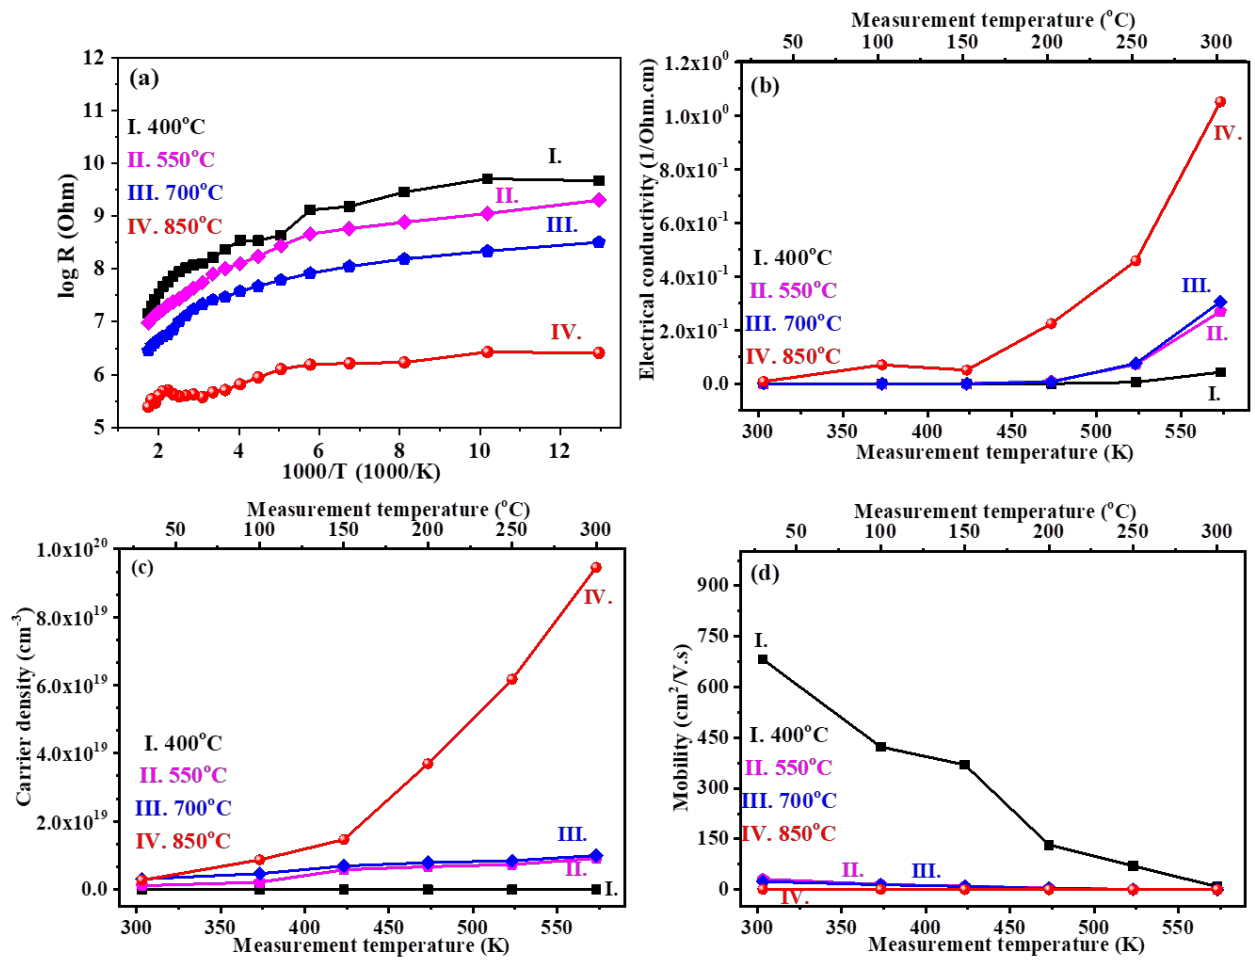 (a)
12
11
10
9
8
7
6
5
log R (Ohm)
I. 400°C
II. 550°C
III. 700°C
IV. 850°C
I.
II.
III.
IV.
2 4 6 8 10 12
1000/T (1000/K)
Measurement temperature (°C)
50 100 150 200 250 300
(b)
1.2x10⁰
1.0x10⁰
8.0x10⁻¹
6.0x10⁻¹
4.0x10⁻¹
2.0x10⁻¹
0.0
Electrical conductivity (1/Ohm.cm)
IV.
I. 400°C
II. 550°C
III. 700°C
IV. 850°C
III.
II.
I.
300 350 400 450 500 550
Measurement temperature (K)
Measurement temperature (°C)
50 100 150 200 250 300
(c)
1.0x10²⁰
8.0x10¹⁹
6.0x10¹⁹
4.0x10¹⁹
2.0x10¹⁹
0.0
Carrier density (cm⁻³)
IV.
I. 400°C
II. 550°C
III. 700°C
IV. 850°C
III.
II.
I.
300 350 400 450 500 550
Measurement temperature (K)
Measurement temperature (°C)
50 100 150 200 250 300
(d)
900
750
600
450
300
150
0
Mobility (cm²/V.s)
I.
I. 400°C
II. 550°C
III. 700°C
IV. 850°C
II.
III.
IV.
300 350 400 450 500 550
Measurement temperature (K)